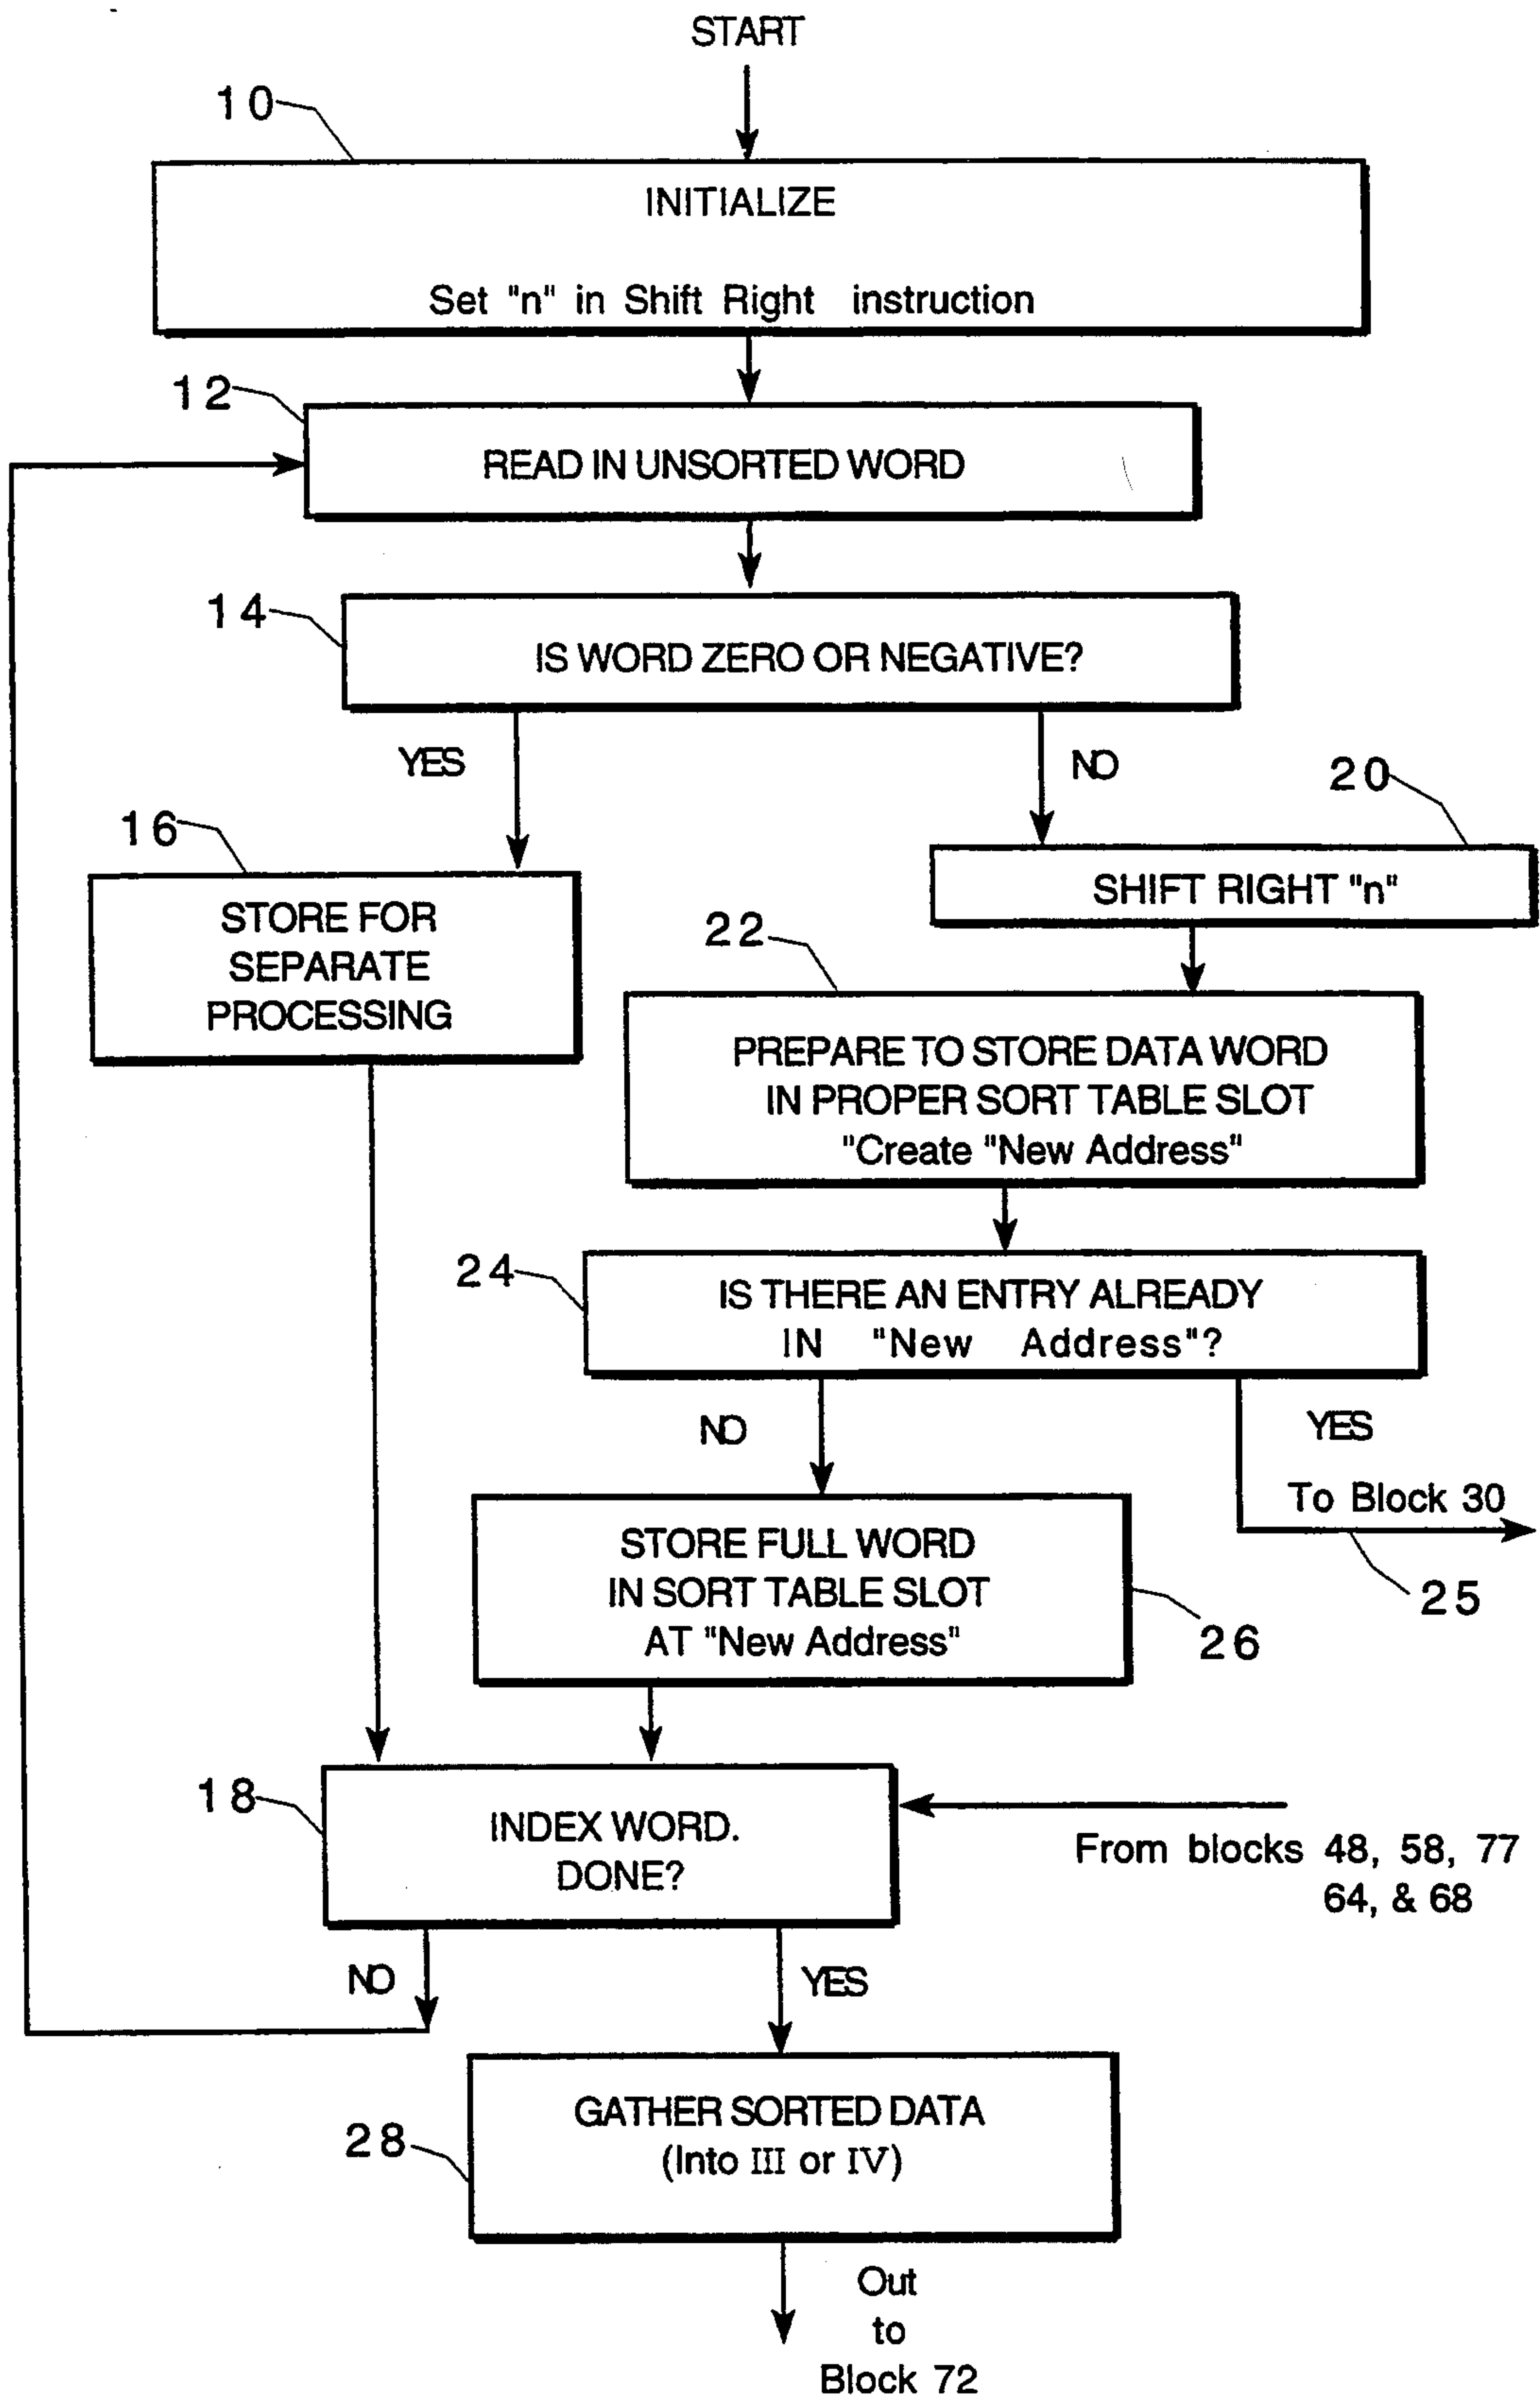 START
10
INITIALIZE
Set "n" in Shift Right instruction
12
READ IN UNSORTED WORD
14
IS WORD ZERO OR NEGATIVE?
YES
NO
20
16
SHIFT RIGHT "n"
STORE FOR
SEPARATE
PROCESSING
22
PREPARE TO STORE DATA WORD
IN PROPER SORT TABLE SLOT
"Create "New Address"
24
IS THERE AN ENTRY ALREADY
IN "New Address"?
NO
YES
To Block 30
25
STORE FULL WORD
IN SORT TABLE SLOT
AT "New Address"
26
18
INDEX WORD.
DONE?
From blocks 48, 58, 77
64, & 68
NO
YES
GATHER SORTED DATA
(Into III or IV)
28
Out
to
Block 72